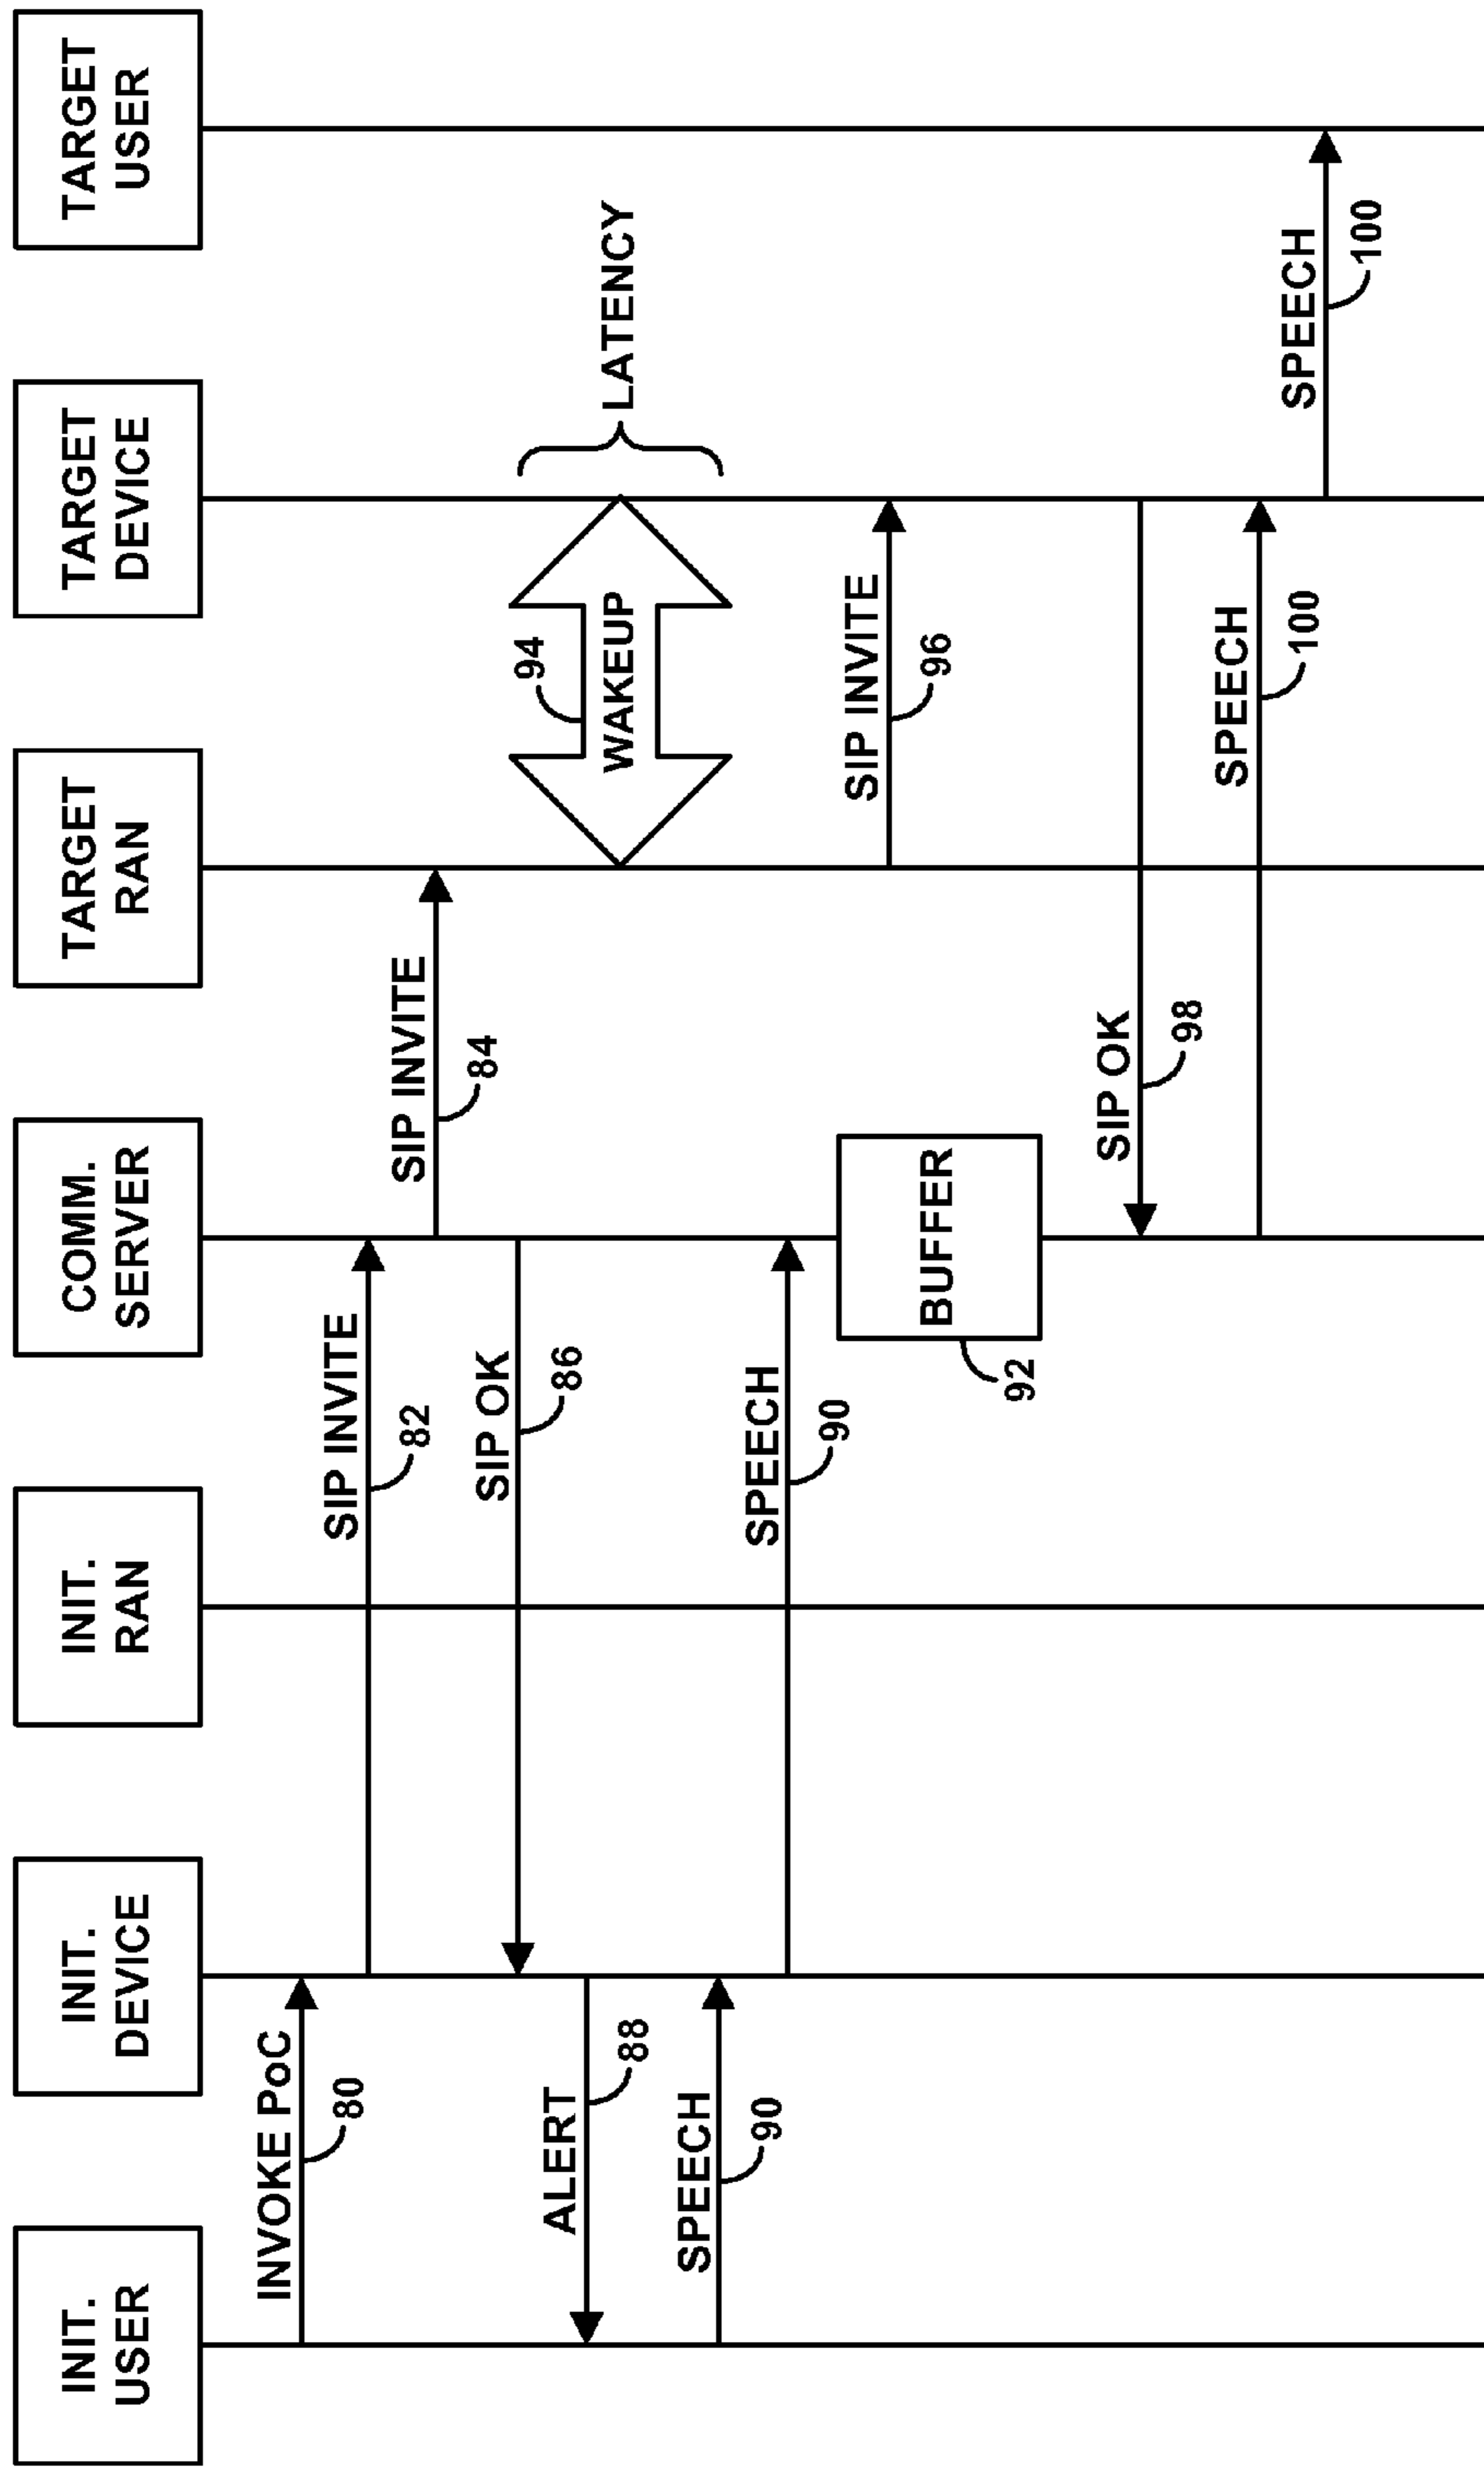 INIT.
USER
INIT.
DEVICE
INIT.
RAN
COMM.
SERVER
TARGET
RAN
TARGET
DEVICE
TARGET
USER
INVOKE PoC
80
SIP INVITE
82
SIP INVITE
84
SIP OK
86
ALERT
88
94
WAKEUP
LATENCY
SPEECH
90
SPEECH
90
SIP INVITE
96
BUFFER
92
SIP OK
98
SPEECH
100
SPEECH
100